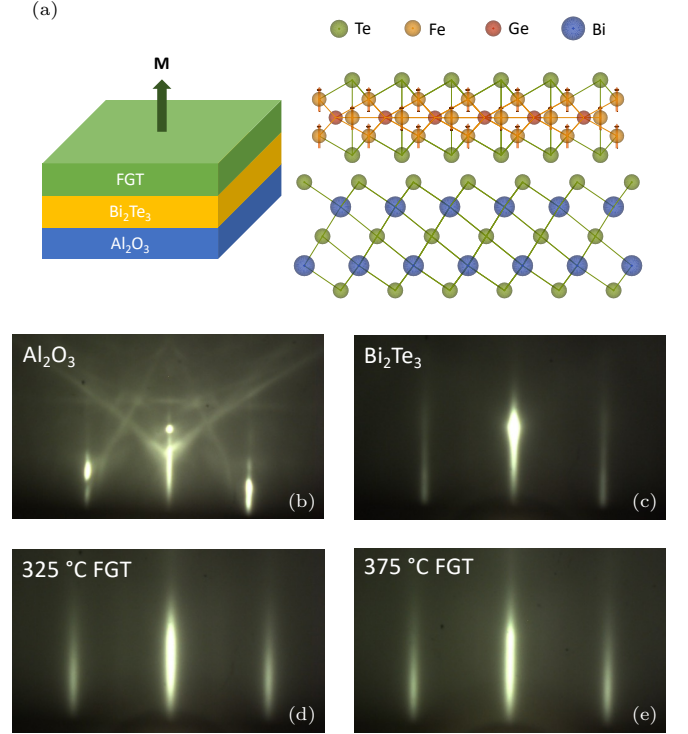 (a)
Te Fe Ge Bi
M
FGT
Bi₂Te₃
Al₂O₃
Al₂O₃
(b)
Bi₂Te₃
(c)
325 °C FGT
(d)
375 °C FGT
(e)